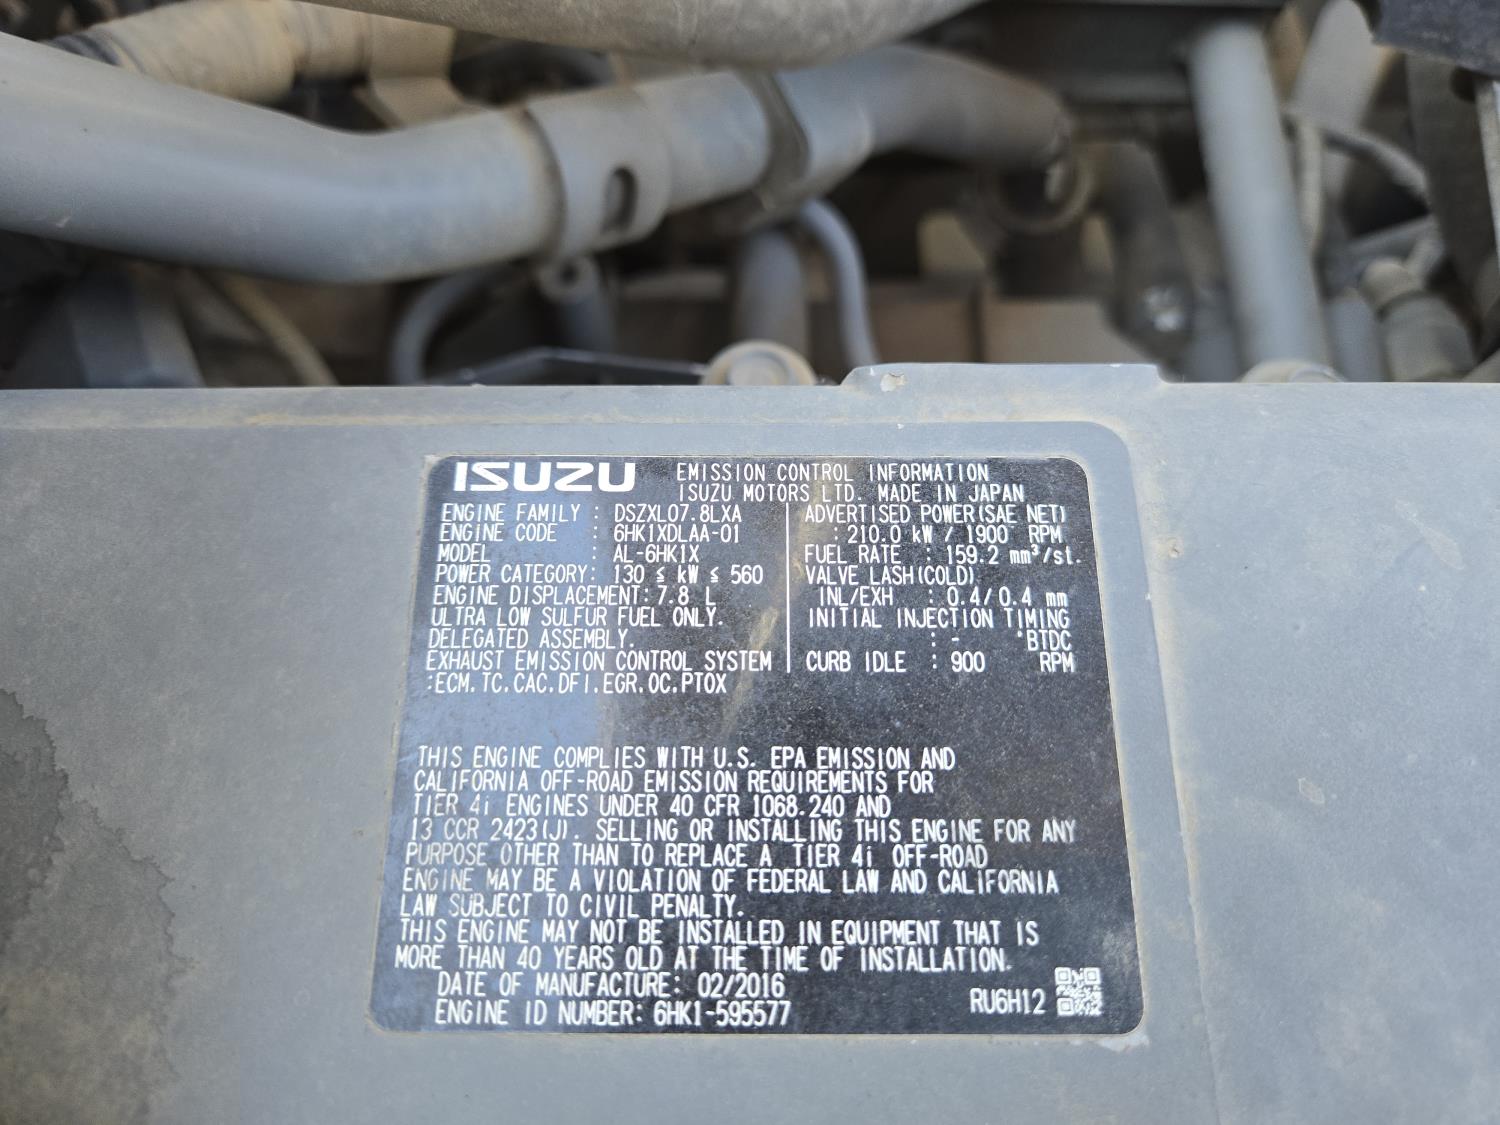 ISUZU EMISSION CONTROL INFORMATION
ISUZU MOTORS LTD. MADE IN JAPAN
ENGINE FAMILY : DSZXL07.8LXA
ENGINE CODE : 6HK1XDLAA-01
MODEL : AL-6HK1X
POWER CATEGORY: 130 ≦ kW ≦ 560
ENGINE DISPLACEMENT: 7.8 L
ULTRA LOW SULFUR FUEL ONLY.
DELEGATED ASSEMBLY.
EXHAUST EMISSION CONTROL SYSTEM
:ECM.TC.CAC.DFI.EGR.OC.PTOX
ADVERTISED POWER(SAE NET)
: 210.0 kW / 1900 RPM
FUEL RATE : 159.2 mm³/st.
VALVE LASH(COLD)
INL/EXH : 0.4/0.4 mm
INITIAL INJECTION TIMING
: - °BTDC
CURB IDLE : 900 RPM
THIS ENGINE COMPLIES WITH U.S. EPA EMISSION AND
CALIFORNIA OFF-ROAD EMISSION REQUIREMENTS FOR
TIER 4i ENGINES UNDER 40 CFR 1068.240 AND
13 CCR 2423(J). SELLING OR INSTALLING THIS ENGINE FOR ANY
PURPOSE OTHER THAN TO REPLACE A TIER 4i OFF-ROAD
ENGINE MAY BE A VIOLATION OF FEDERAL LAW AND CALIFORNIA
LAW SUBJECT TO CIVIL PENALTY.
THIS ENGINE MAY NOT BE INSTALLED IN EQUIPMENT THAT IS
MORE THAN 40 YEARS OLD AT THE TIME OF INSTALLATION.
DATE OF MANUFACTURE: 02/2016
ENGINE ID NUMBER: 6HK1-595577
RU6H12